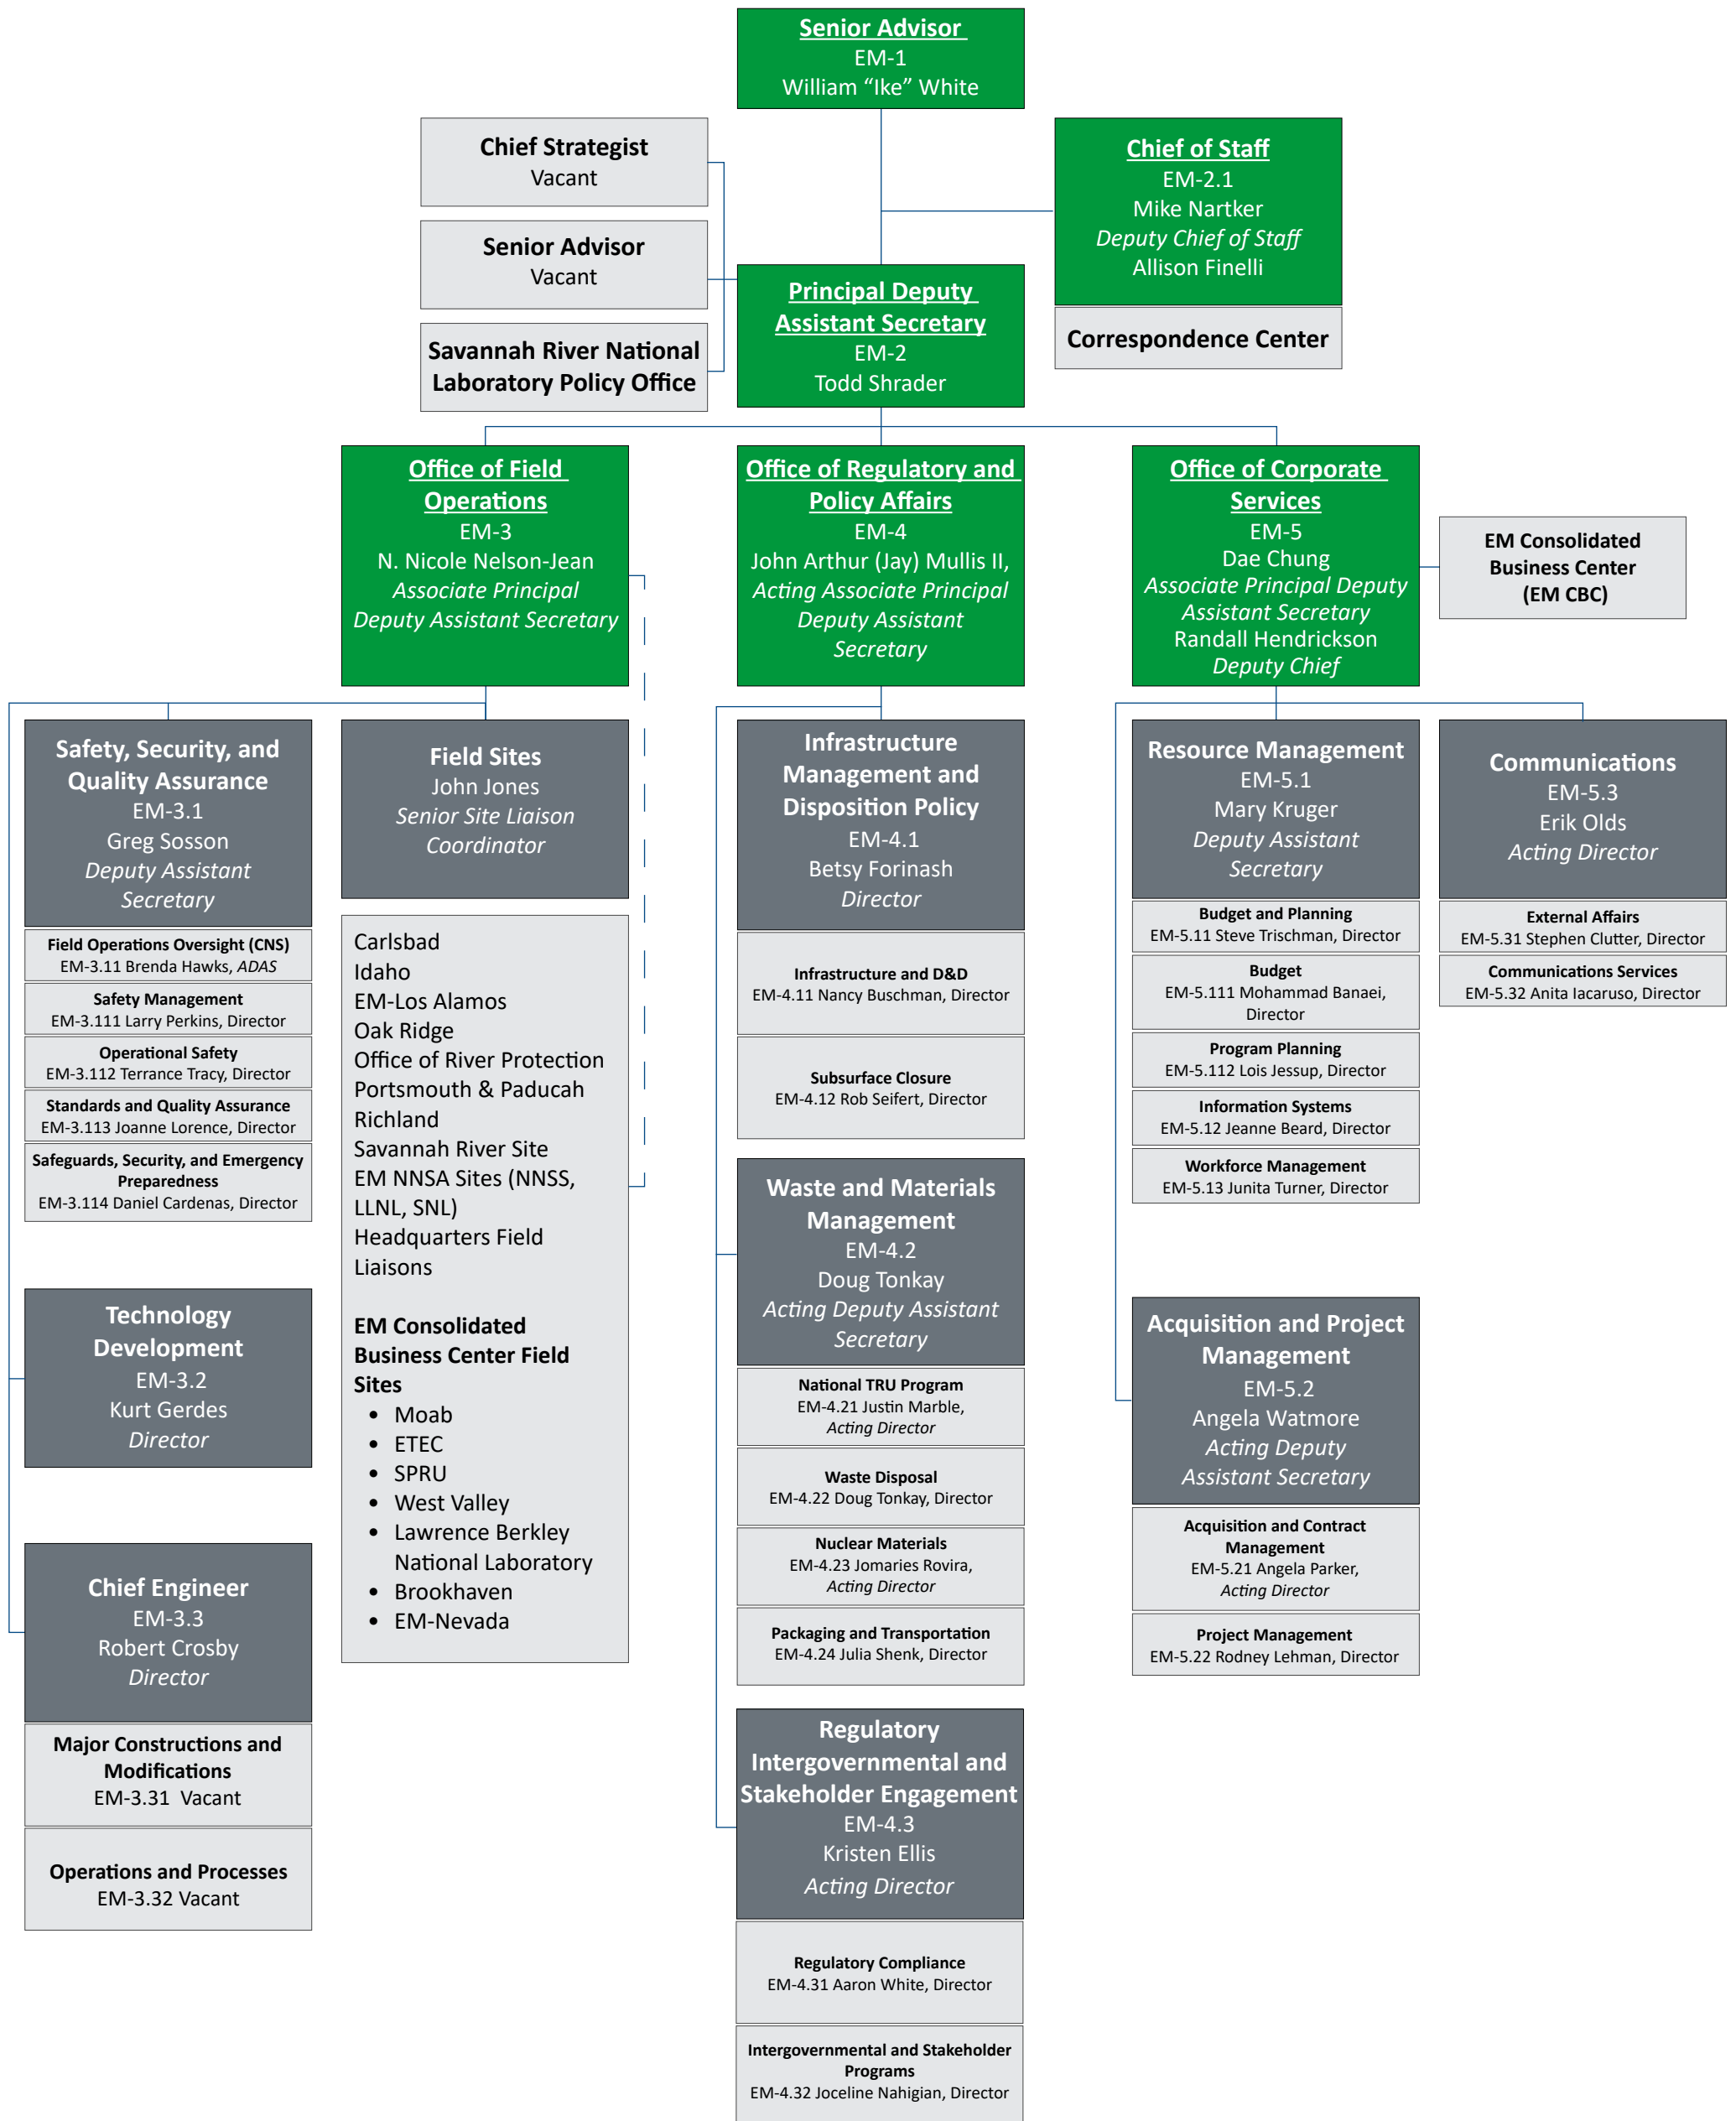 Senior Advisor
EM-1
William “Ike” White
Chief Strategist
Vacant
Senior Advisor
Vacant
Savannah River National
Laboratory Policy Office
Chief of Staff
EM-2.1
Mike Nartker
Deputy Chief of Staff
Allison Finelli
Correspondence Center
Principal Deputy
Assistant Secretary
EM-2
Todd Shrader
Office of Field
Operations
EM-3
N. Nicole Nelson-Jean
Associate Principal
Deputy Assistant Secretary
Office of Regulatory and
Policy Affairs
EM-4
John Arthur (Jay) Mullis II,
Acting Associate Principal
Deputy Assistant
Secretary
Office of Corporate
Services
EM-5
Dae Chung
Associate Principal Deputy
Assistant Secretary
Randall Hendrickson
Deputy Chief
EM Consolidated
Business Center
(EM CBC)
Safety, Security, and
Quality Assurance
EM-3.1
Greg Sosson
Deputy Assistant
Secretary
Field Operations Oversight (CNS)
EM-3.11 Brenda Hawks, ADAS
Safety Management
EM-3.111 Larry Perkins, Director
Operational Safety
EM-3.112 Terrance Tracy, Director
Standards and Quality Assurance
EM-3.113 Joanne Lorence, Director
Safeguards, Security, and Emergency
Preparedness
EM-3.114 Daniel Cardenas, Director
Technology
Development
EM-3.2
Kurt Gerdes
Director
Chief Engineer
EM-3.3
Robert Crosby
Director
Major Constructions and
Modifications
EM-3.31 Vacant
Operations and Processes
EM-3.32 Vacant
Field Sites
John Jones
Senior Site Liaison
Coordinator
Carlsbad
Idaho
EM-Los Alamos
Oak Ridge
Office of River Protection
Portsmouth & Paducah
Richland
Savannah River Site
EM NNSA Sites (NNSS,
LLNL, SNL)
Headquarters Field
Liaisons
EM Consolidated
Business Center Field
Sites
• Moab
• ETEC
• SPRU
• West Valley
• Lawrence Berkley
National Laboratory
• Brookhaven
• EM-Nevada
Infrastructure
Management and
Disposition Policy
EM-4.1
Betsy Forinash
Director
Infrastructure and D&D
EM-4.11 Nancy Buschman, Director
Subsurface Closure
EM-4.12 Rob Seifert, Director
Waste and Materials
Management
EM-4.2
Doug Tonkay
Acting Deputy Assistant
Secretary
National TRU Program
EM-4.21 Justin Marble,
Acting Director
Waste Disposal
EM-4.22 Doug Tonkay, Director
Nuclear Materials
EM-4.23 Jomaries Rovira,
Acting Director
Packaging and Transportation
EM-4.24 Julia Shenk, Director
Regulatory
Intergovernmental and
Stakeholder Engagement
EM-4.3
Kristen Ellis
Acting Director
Regulatory Compliance
EM-4.31 Aaron White, Director
Intergovernmental and Stakeholder
Programs
EM-4.32 Joceline Nahigian, Director
Resource Management
EM-5.1
Mary Kruger
Deputy Assistant
Secretary
Budget and Planning
EM-5.11 Steve Trischman, Director
Budget
EM-5.111 Mohammad Banaei,
Director
Program Planning
EM-5.112 Lois Jessup, Director
Information Systems
EM-5.12 Jeanne Beard, Director
Workforce Management
EM-5.13 Junita Turner, Director
Acquisition and Project
Management
EM-5.2
Angela Watmore
Acting Deputy
Assistant Secretary
Acquisition and Contract
Management
EM-5.21 Angela Parker,
Acting Director
Project Management
EM-5.22 Rodney Lehman, Director
Communications
EM-5.3
Erik Olds
Acting Director
External Affairs
EM-5.31 Stephen Clutter, Director
Communications Services
EM-5.32 Anita Iacaruso, Director